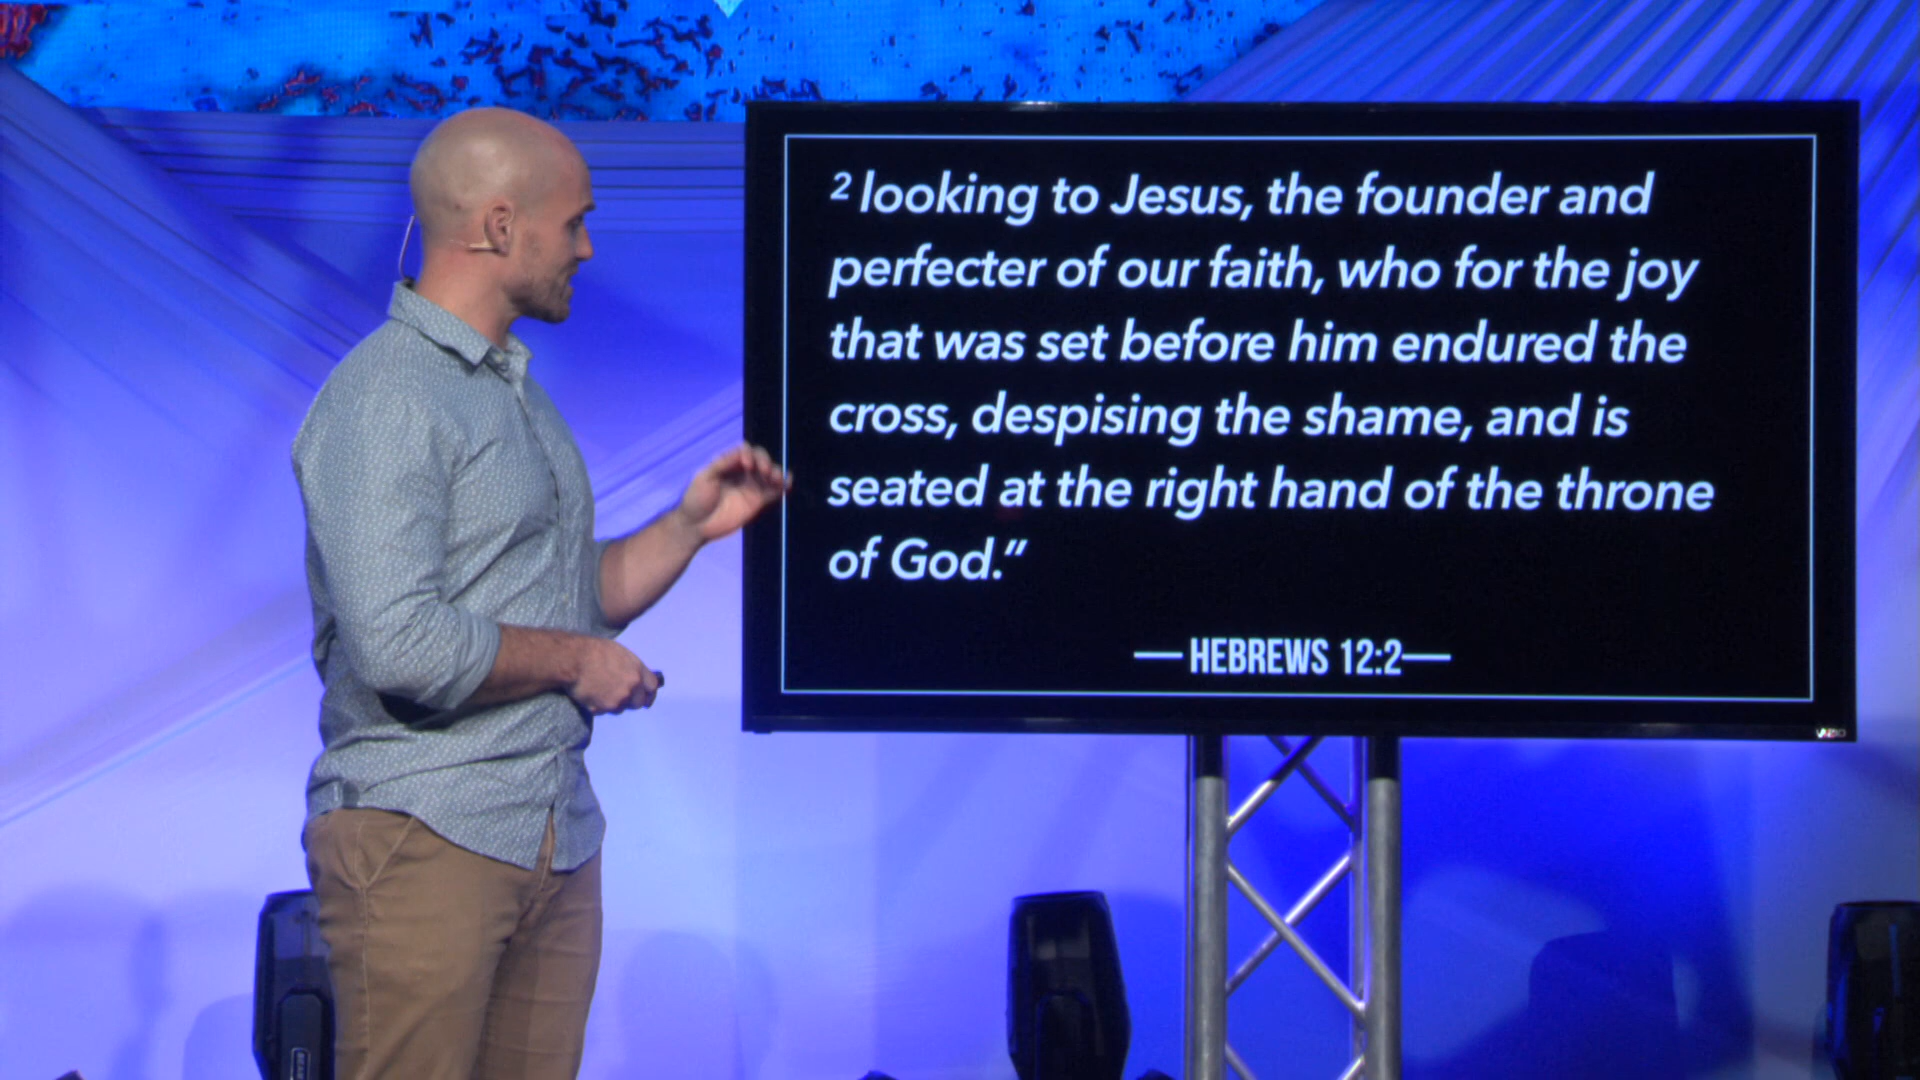 2 looking to Jesus, the founder and
perfecter of our faith, who for the joy
that was set before him endured the
cross, despising the shame, and is
seated at the right hand of the throne
of God.”
—HEBREWS 12:2—
VIZIO